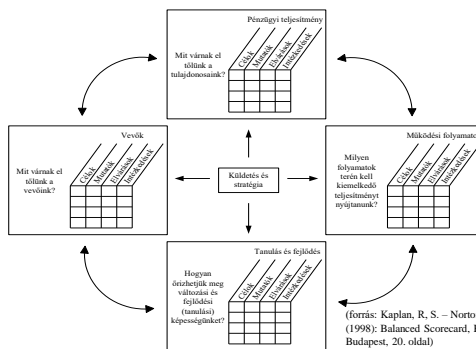 Pénzügyi teljesítmény
Mit várnak el
tőlünk a
tulajdonosaink?
Célok
Mutatók
Elvárások
Intézkedések
Vevők
Mit várnak el
tőlünk a
vevőink?
Célok
Mutatók
Elvárások
Intézkedések
Küldetés és
stratégia
Működési folyamatok
Milyen
folyamatok
terén kell
kiemelkedő
teljesítményt
nyújtanunk?
Célok
Mutatók
Elvárások
Intézkedések
Tanulás és fejlődés
Hogyan
őrizhetjük meg
változási és
fejlődési
(tanulási)
képességünket?
Célok
Mutatók
Elvárások
Intézkedések
(forrás: Kaplan, R, S. – Norto
(1998): Balanced Scorecard,
Budapest, 20. oldal)